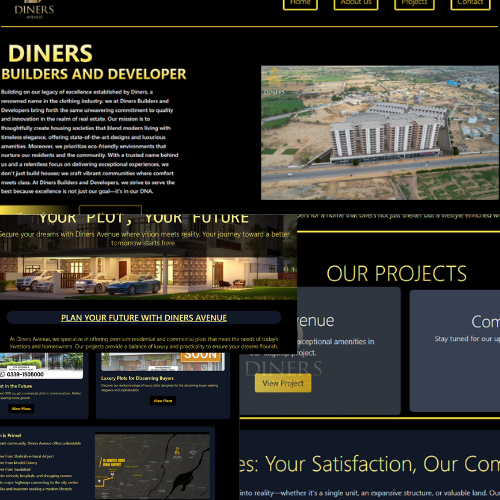 DINERS
AVENUE
Home
About Us
Projects
Contact
DINERS
BUILDERS AND DEVELOPER
Building on our legacy of excellence established by Diners, a
renowned name in the clothing industry, we at Diners Builders and
Developers bring forth the same unwavering commitment to quality
and innovation in the realm of real estate. Our mission is to
thoughtfully create housing societies that blend modern living with
timeless elegance, offering state-of-the-art designs and luxurious
amenities. Moreover, we prioritize eco-friendly environments that
nurture our residents and the community. With a trusted name behind
us and a relentless focus on delivering exceptional experiences, we
don't just build houses; we craft vibrant communities where comfort
meets class. At Diners Builders and Developers, we strive to serve the
best because excellence is not just our goal—it's in our DNA.
DINERS
YOUR PLOT, YOUR FUTURE
Secure your dreams with Diners Avenue where vision meets reality. Your journey toward a better
tomorrow starts here
PLAN YOUR FUTURE WITH DINERS AVENUE
At Diners Avenue, we specialize in offering premium residential and commercial plots that meet the needs of today's
investors and homeowners. Our projects provide a balance of luxury and practicality to ensure your dreams flourish.
for a home that offers not just shelter but a lifestyle enriched
OUR PROJECTS
venue
exceptional amenities in
project.
DINERS
View Project
Com
Stay tuned for our up
SOON
0339-1508000
st in the Future
View Plans
Luxury Plots for Discerning Buyers
View Plans
is Prime!
es: Your Satisfaction, Our Com
into reality—whether it's a single unit, an expansive structure, or valuable land. Our